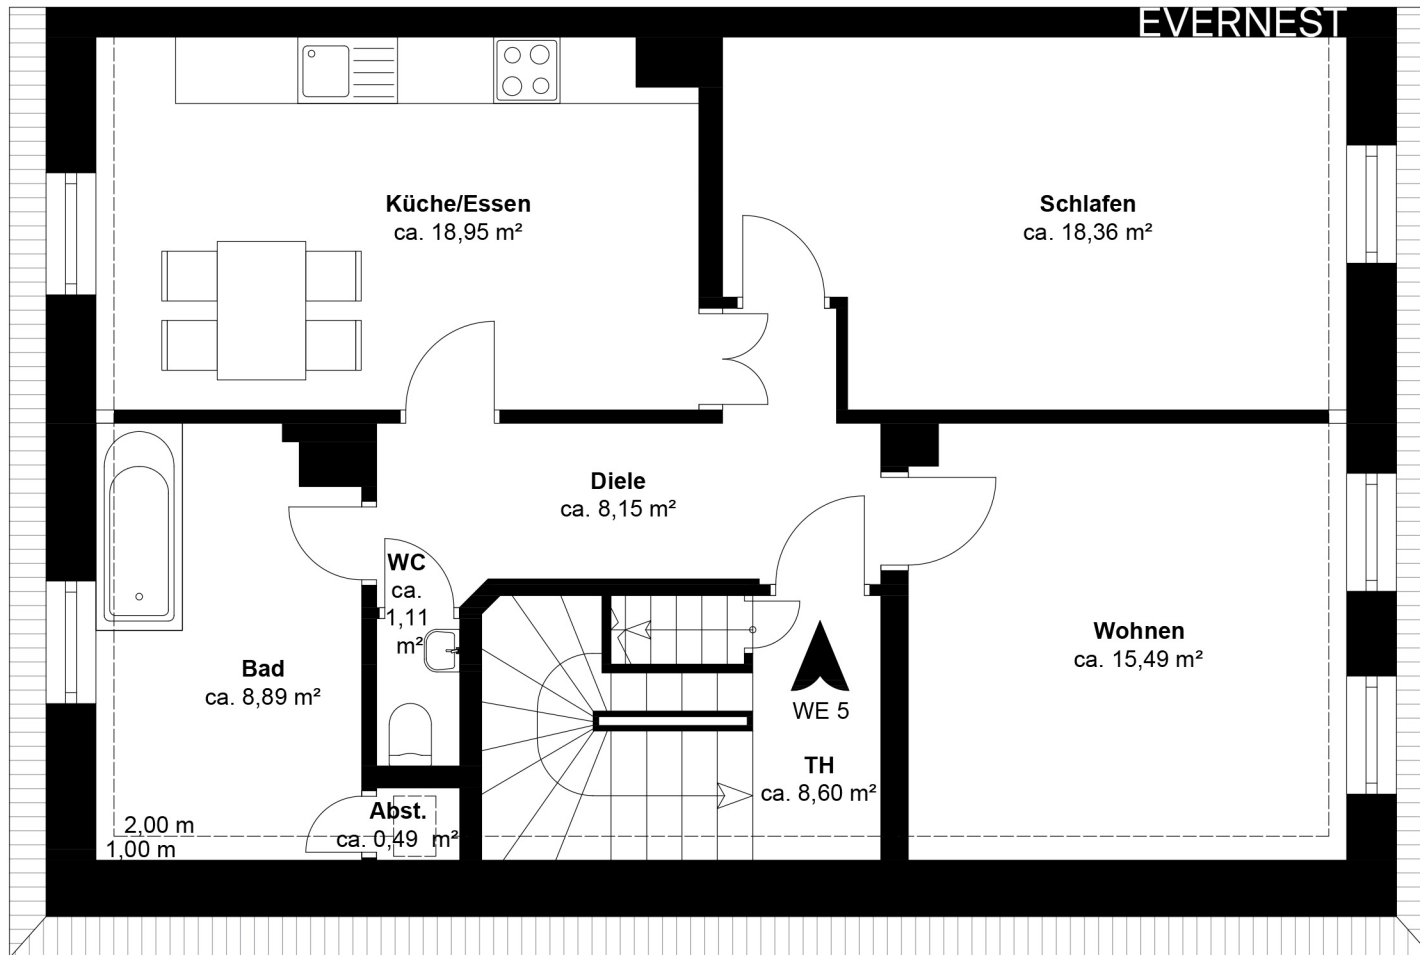 EVERNEST
Küche/Essen
ca. 18,95 m²
Schlafen
ca. 18,36 m²
Diele
ca. 8,15 m²
WC
ca.
1,11
m²
Wohnen
ca. 15,49 m²
Bad
ca. 8,89 m²
WE 5
TH
ca. 8,60 m²
Abst.
ca. 0,49 m²
2,00 m
1,00 m